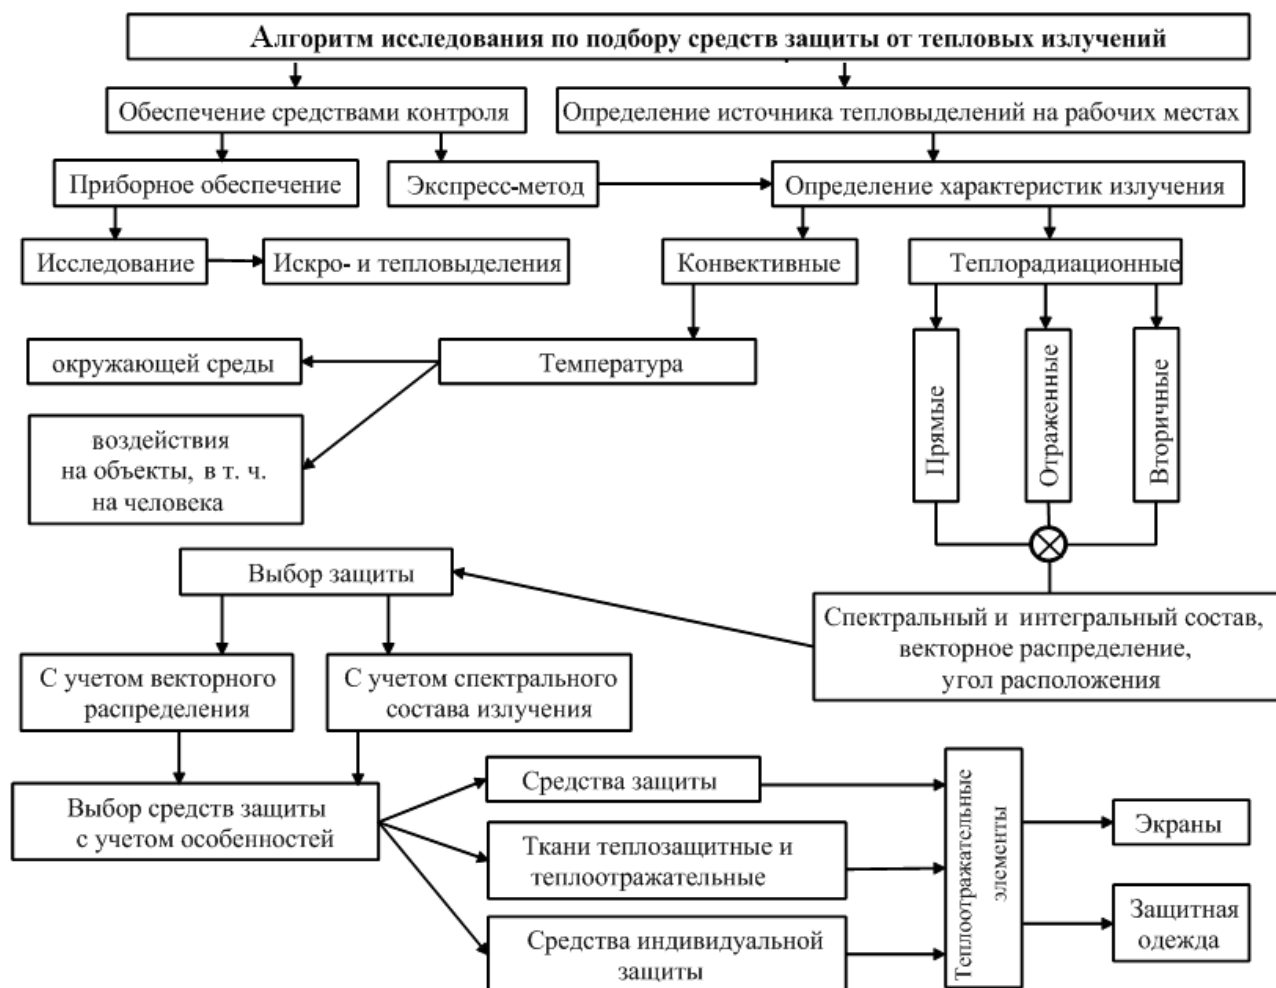 Алгоритм исследования по подбору средств защиты от тепловых излучений
Обеспечение средствами контроля
Определение источника тепловыделений на рабочих местах
Приборное обеспечение
Экспресс-метод
Определение характеристик излучения
Исследование
Искро- и тепловыделения
Конвективные
Теплорадиационные
окружающей среды
Температура
Прямые
Отраженные
Вторичные
воздействия
на объекты, в т. ч.
на человека
Выбор защиты
Спектральный и интегральный состав,
векторное распределение,
угол расположения
С учетом векторного
распределения
С учетом спектрального
состава излучения
Выбор средств защиты
с учетом особенностей
Средства защиты
Ткани теплозащитные и
теплоотражательные
Средства индивидуальной
защиты
Теплоотражательные
элементы
Экраны
Защитная
одежда